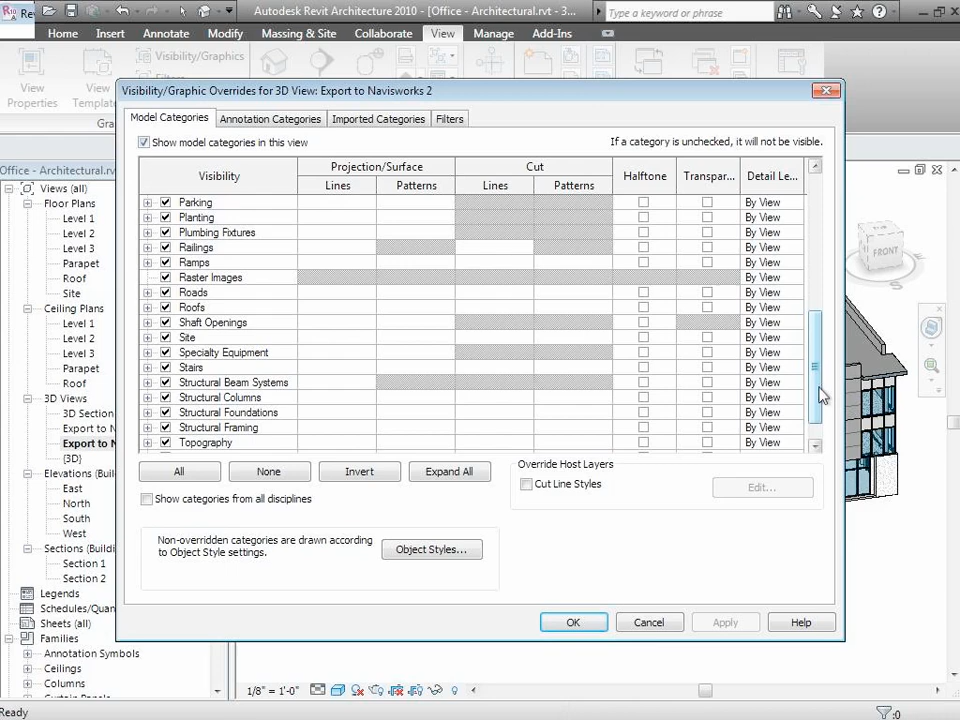 Autodesk Revit Architecture 2010 - [Office - Architectural.rvt - 3...
Type a keyword or phrase
Home Insert Annotate Modify Massing & Site Collaborate View Manage Add-Ins
Visibility/Graphics
View Properties
View
Visibility/Graphic Overrides for 3D View: Export to Navisworks 2
Model Categories Annotation Categories Imported Categories Filters
Show model categories in this view
If a category is unchecked, it will not be visible.
Visibility Projection/Surface Cut Halftone Transpar... Detail Le...
Lines Patterns Lines Patterns
Parking By View
Planting By View
Plumbing Fixtures By View
Railings By View
Ramps By View
Raster Images By View
Roads By View
Roofs By View
Shaft Openings By View
Site By View
Specialty Equipment By View
Stairs By View
Structural Beam Systems By View
Structural Columns By View
Structural Foundations By View
Structural Framing By View
Topography By View
All None Invert Expand All
Show categories from all disciplines
Override Host Layers
Cut Line Styles Edit...
Non-overridden categories are drawn according
to Object Style settings.
Object Styles...
OK Cancel Apply Help
Office - Architectural.rvt
Views (all)
Floor Plans
Level 1
Level 2
Level 3
Parapet
Roof
Site
Ceiling Plans
Level 1
Level 2
Level 3
Parapet
Roof
3D Views
3D Section
Export to N
Export to N
{3D}
Elevations (
East
North
South
West
Sections (
Section 1
Section 2
Legends
Schedules/
Sheets (all)
Families
Annotation Symbols
Ceilings
Columns
FRONT
S
1/8" = 1'-0"
Ready
:0